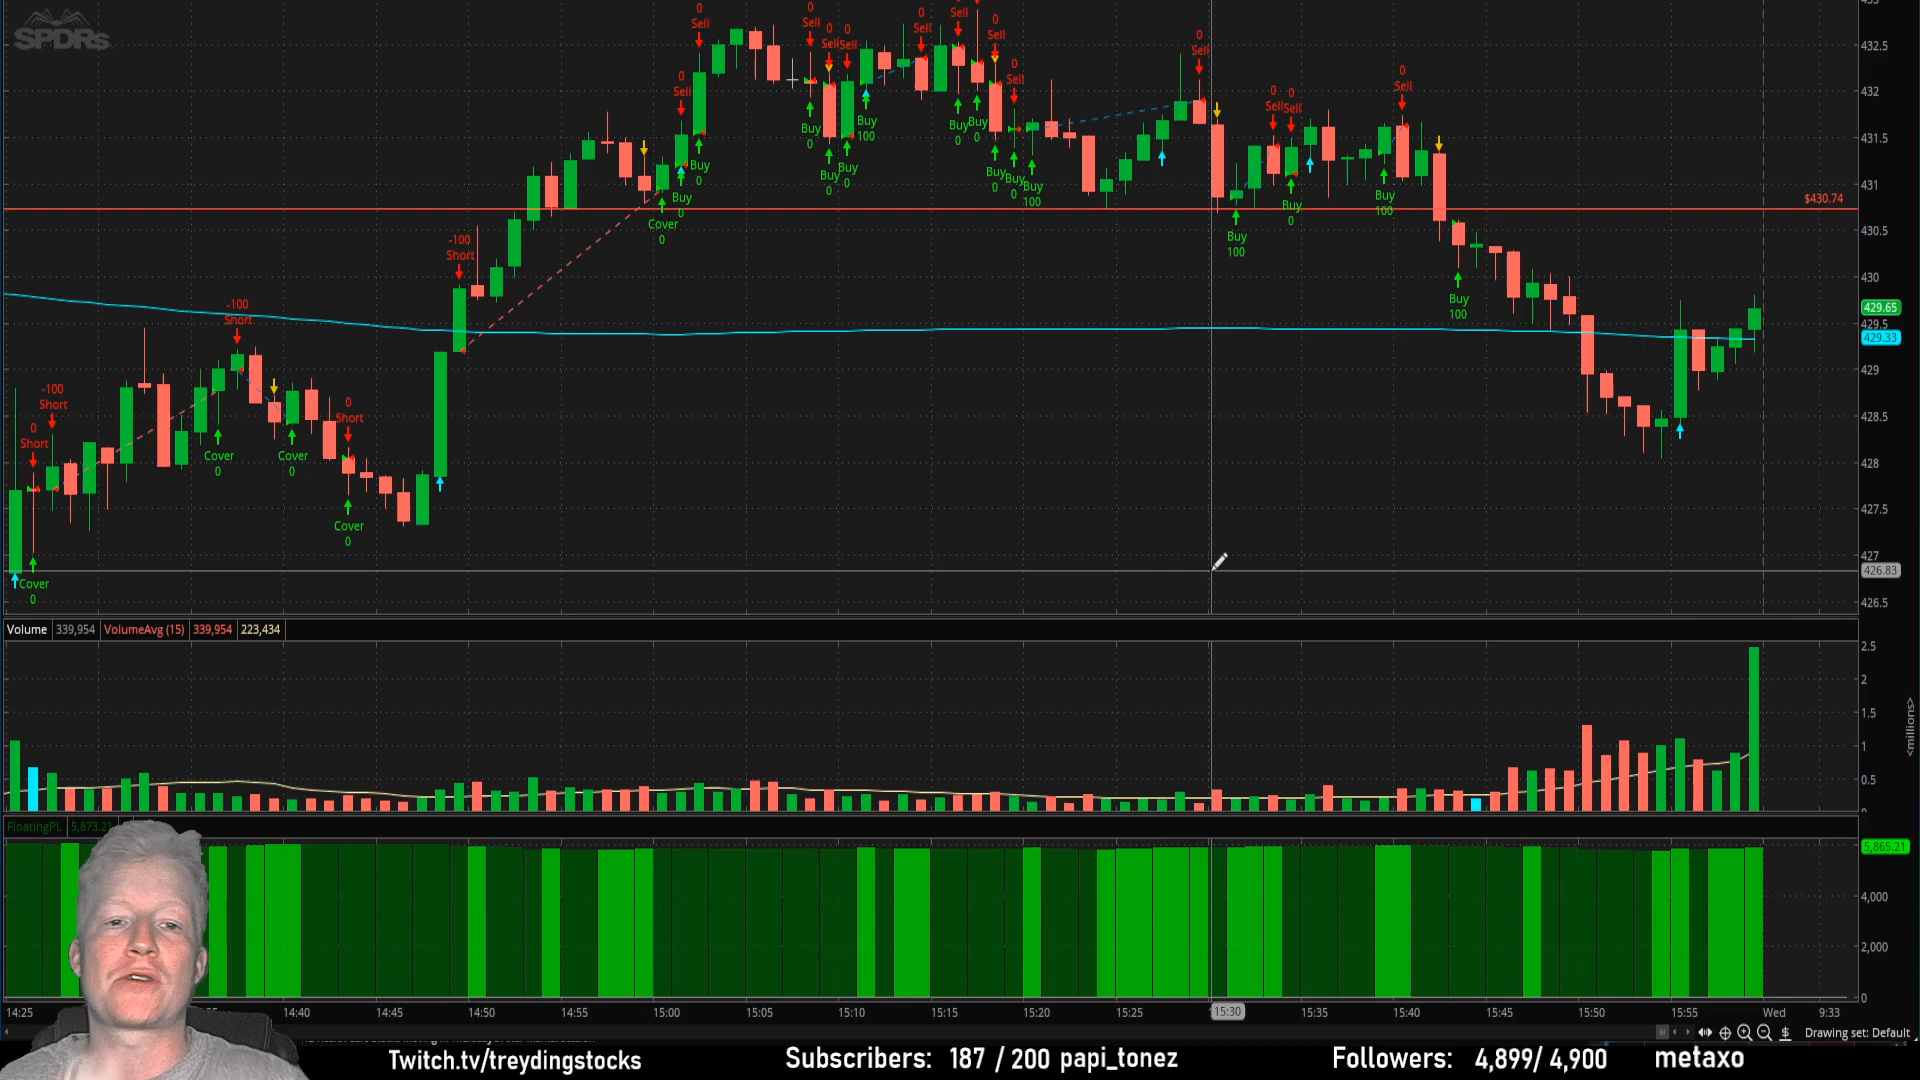 SPDRs
433
432.5
432
431.5
431
$430.74
430.5
430
429.65
429.5
429.33
429
428.5
428
427.5
427
426.83
426.5
0
Short
Cover
0
-100
Short
Cover
0
-100
Short
Cover
0
0
Short
Cover
0
-100
Short
Cover
0
0
Sell
Buy
0
0
Sell
Buy
0
0
Sell
Buy
0
0
Sell
Buy
0
0
Sell
Buy
0
Buy
100
0
Sell
Sell
Buy
0
Buy
0
0
Sell
Buy
0
0
Sell
Buy
0
Buy
100
0
Sell
Buy
100
0
Sell
0
Sell
Buy
0
0
Sell
Buy
100
Buy
100
Volume 339,954 VolumeAvg (15) 339,954 223,434
2.5
2
1.5
1
0.5
0
<millions>
FloatingPL 5,873.21
5,865.21
4,000
2,000
0
14:25 14:40 14:45 14:50 14:55 15:00 15:05 15:10 15:15 15:20 15:25 15:30 15:35 15:40 15:45 15:50 15:55 Wed 9:33
Drawing set: Default
Twitch.tv/treydingstocks Subscribers: 187 / 200 papi_tonez Followers: 4,899/ 4,900 metaxo